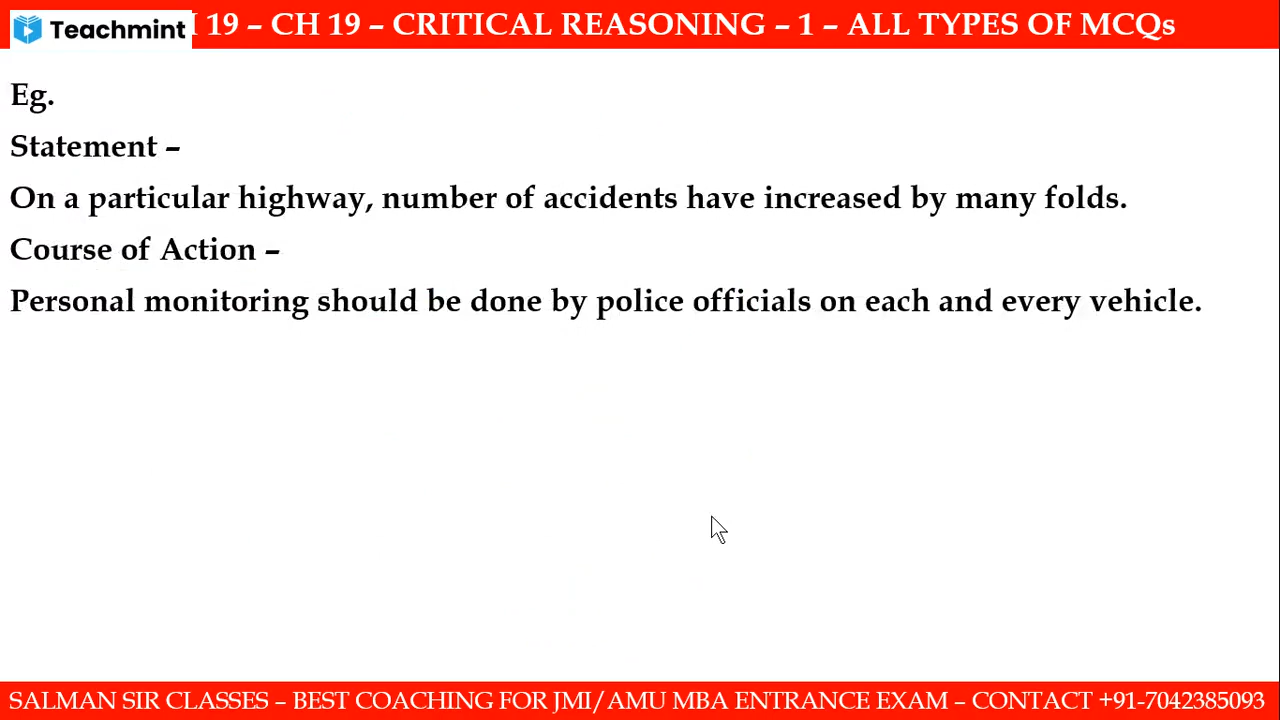 Teachmint
19 – CH 19 – CRITICAL REASONING – 1 – ALL TYPES OF MCQs
Eg.
Statement –
On a particular highway, number of accidents have increased by many folds.
Course of Action –
Personal monitoring should be done by police officials on each and every vehicle.
SALMAN SIR CLASSES – BEST COACHING FOR JMI/AMU MBA ENTRANCE EXAM – CONTACT +91-7042385093